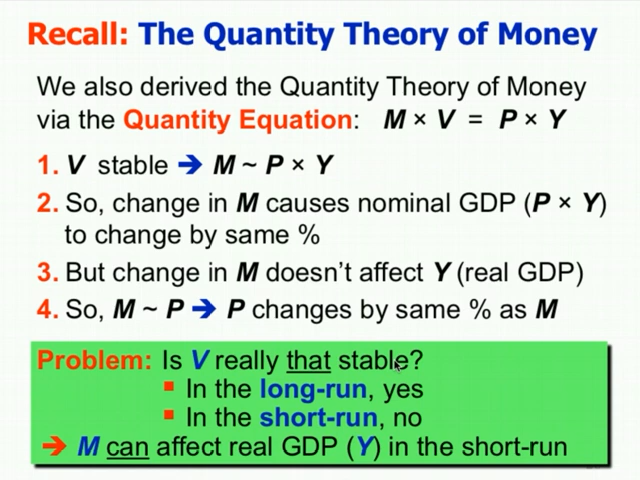 Recall: The Quantity Theory of Money
We also derived the Quantity Theory of Money
via the Quantity Equation: M × V = P × Y
1. V stable ➔ M ~ P × Y
2. So, change in M causes nominal GDP (P × Y)
to change by same %
3. But change in M doesn't affect Y (real GDP)
4. So, M ~ P ➔ P changes by same % as M
Problem: Is V really that stable?
▪ In the long-run, yes
▪ In the short-run, no
➔ M can affect real GDP (Y) in the short-run